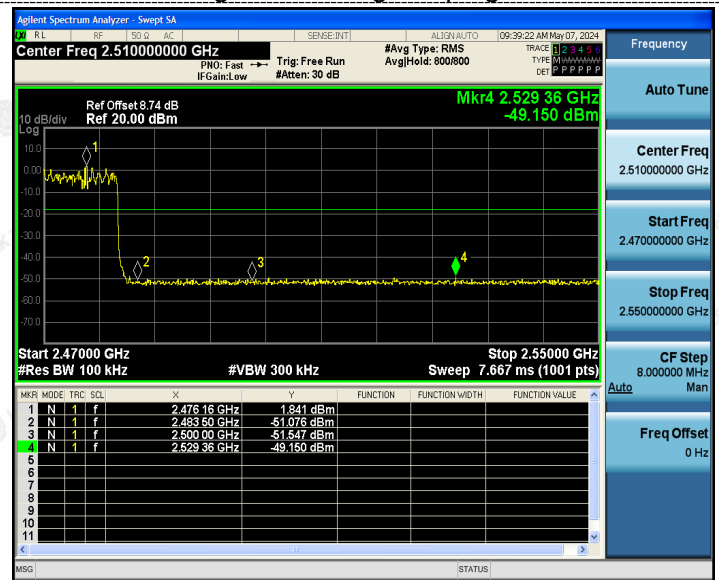 Agilent Spectrum Analyzer - Swept SA
LXI RL RF 50 Ω AC SENSE:INT ALIGNAUTO 09:39:22 AM May 07, 2024
Center Freq 2.510000000 GHz #Avg Type: RMS TRACE 1 2 3 4 5 6
PNO: Fast Trig: Free Run Avg|Hold: 800/800 TYPE M
IFGain:Low #Atten: 30 dB DET P P P P P P
Mkr4 2.529 36 GHz
-49.150 dBm
Ref Offset 8.74 dB
10 dB/div Ref 20.00 dBm
Log
10.0
0.00
-10.0
-20.0
-30.0
-40.0
-50.0
-60.0
-70.0
1
2
3
4
Start 2.47000 GHz Stop 2.55000 GHz
#Res BW 100 kHz #VBW 300 kHz Sweep 7.667 ms (1001 pts)
MKR MODE TRC SCL X Y FUNCTION FUNCTION WIDTH FUNCTION VALUE
1 N 1 f 2.476 16 GHz 1.841 dBm
2 N 1 f 2.483 50 GHz -51.076 dBm
3 N 1 f 2.500 00 GHz -51.547 dBm
4 N 1 f 2.529 36 GHz -49.150 dBm
5
6
7
8
9
10
11
MSG STATUS
Frequency
Auto Tune
Center Freq
2.510000000 GHz
Start Freq
2.470000000 GHz
Stop Freq
2.550000000 GHz
CF Step
8.000000 MHz
Auto Man
Freq Offset
0 Hz